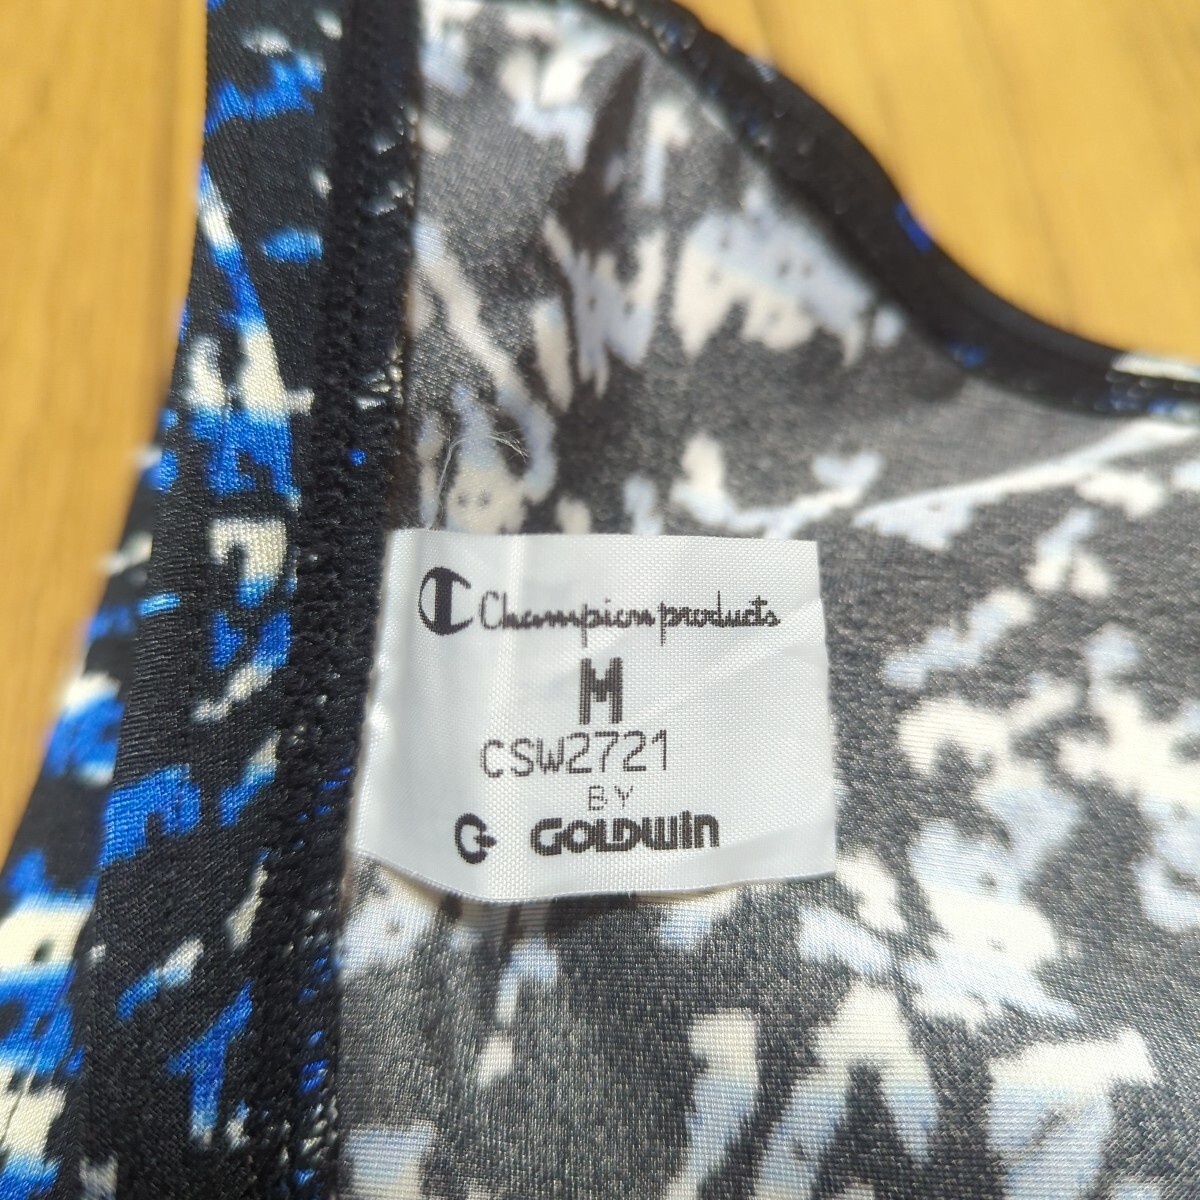 Champion products
M
CSW2721
BY
GOLDWIN